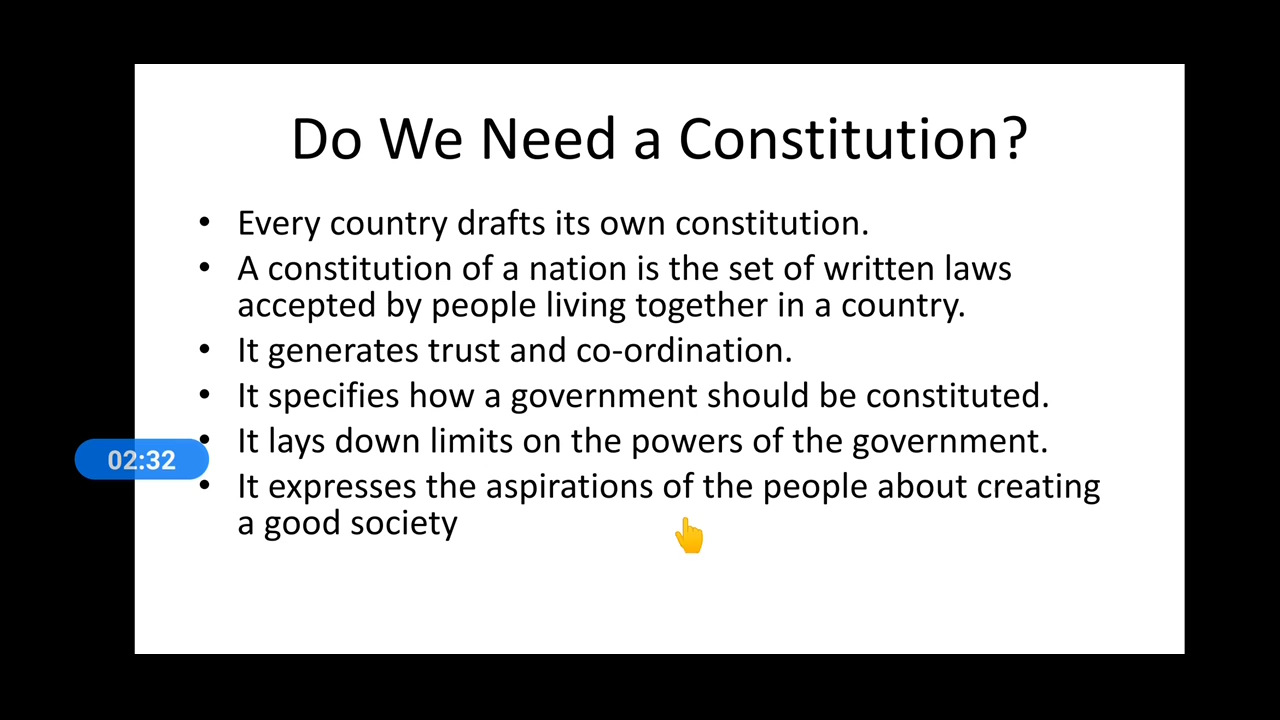 Do We Need a Constitution?
• Every country drafts its own constitution.
• A constitution of a nation is the set of written laws
accepted by people living together in a country.
• It generates trust and co-ordination.
• It specifies how a government should be constituted.
• It lays down limits on the powers of the government.
02:32
• It expresses the aspirations of the people about creating
a good society